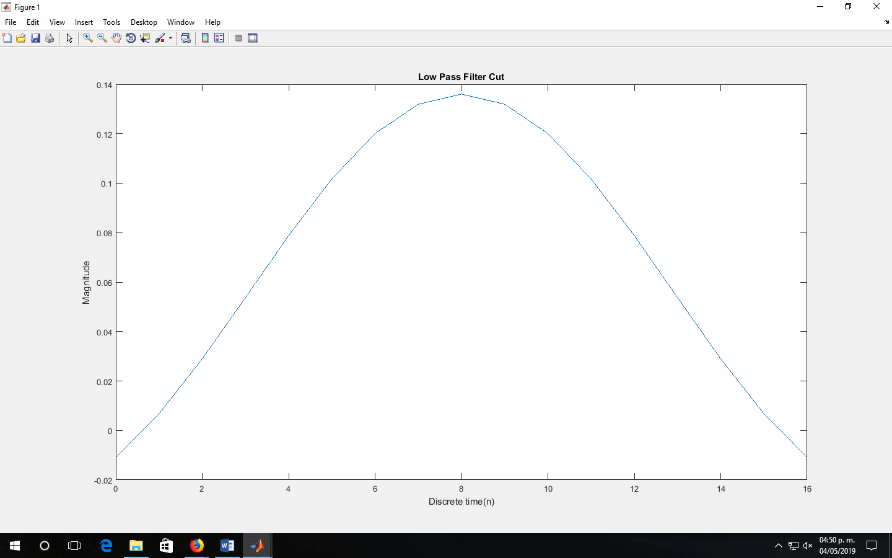 Figure 1
File Edit View Insert Tools Desktop Window Help
Low Pass Filter Cut
0.14
0.12
0.1
0.08
0.06
0.04
0.02
0
-0.02
Magnitude
0 2 4 6 8 10 12 14 16
Discrete time(n)
04:50 p. m.
04/05/2019